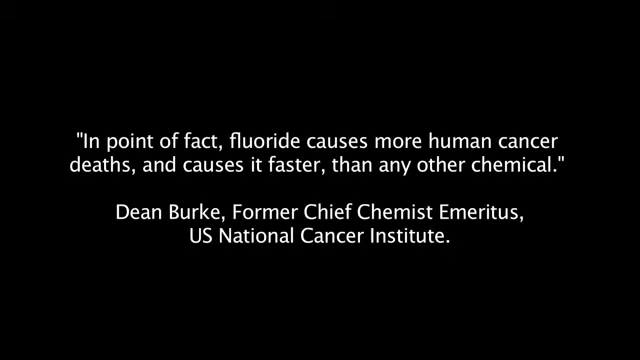 "In point of fact, fluoride causes more human cancer
deaths, and causes it faster, than any other chemical."
Dean Burke, Former Chief Chemist Emeritus,
US National Cancer Institute.